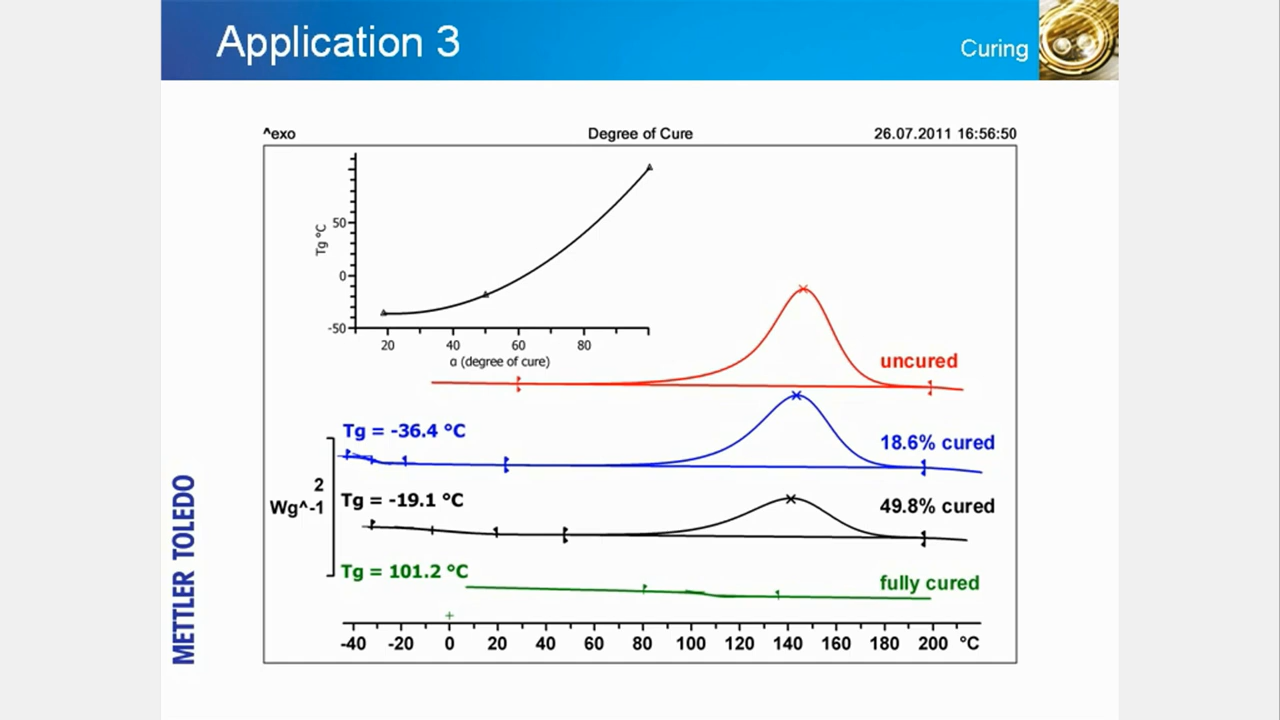 Application 3
Curing
^exo
Degree of Cure
26.07.2011 16:56:50
Tg °C
50
0
-50
20 40 60 80
α (degree of cure)
uncured
Tg = -36.4 °C
18.6% cured
2
Wg^-1
Tg = -19.1 °C
49.8% cured
Tg = 101.2 °C
fully cured
-40 -20 0 20 40 60 80 100 120 140 160 180 200 °C
METTLER TOLEDO